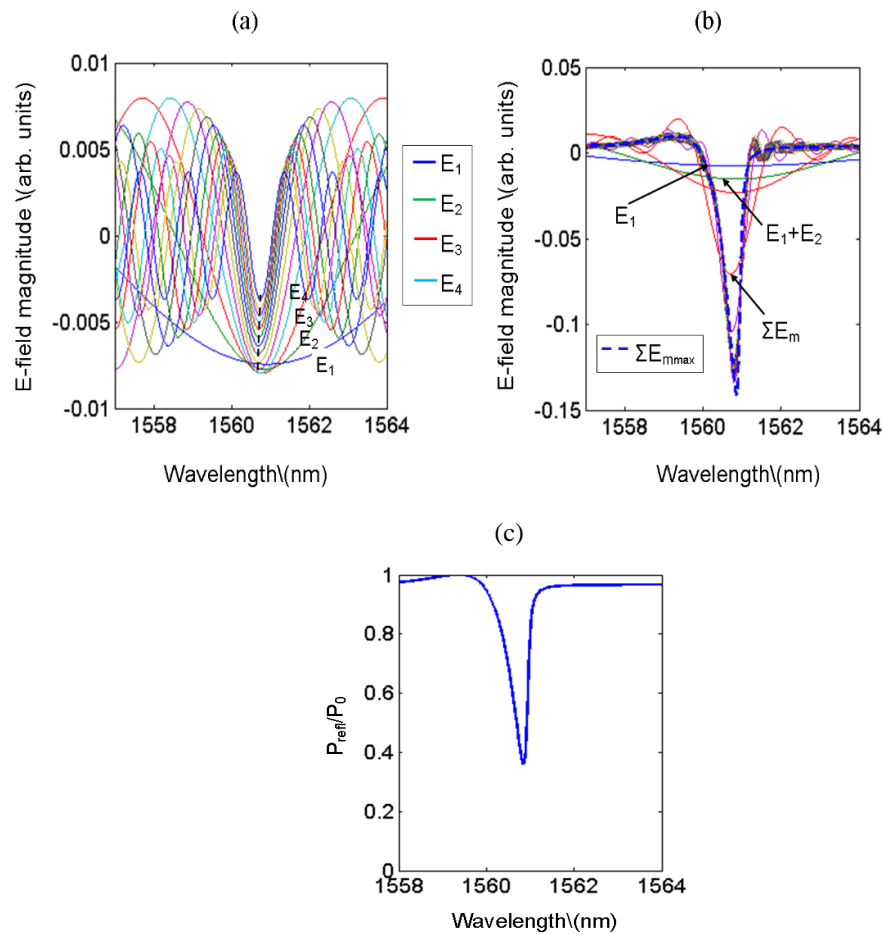 (a)
0.01
0.005
0
-0.005
-0.01
E-field magnitude \(arb. units)
E4
E3
E2
E1
1558 1560 1562 1564
Wavelength\(nm)
E1
E2
E3
E4
(b)
0.05
0
-0.05
-0.1
-0.15
E-field magnitude \(arb. units)
E1
E1+E2
ΣEm
ΣEmmax
1558 1560 1562 1564
Wavelength\(nm)
(c)
1
0.8
0.6
0.4
0.2
0
Prefl/P0
1558 1560 1562 1564
Wavelength\(nm)